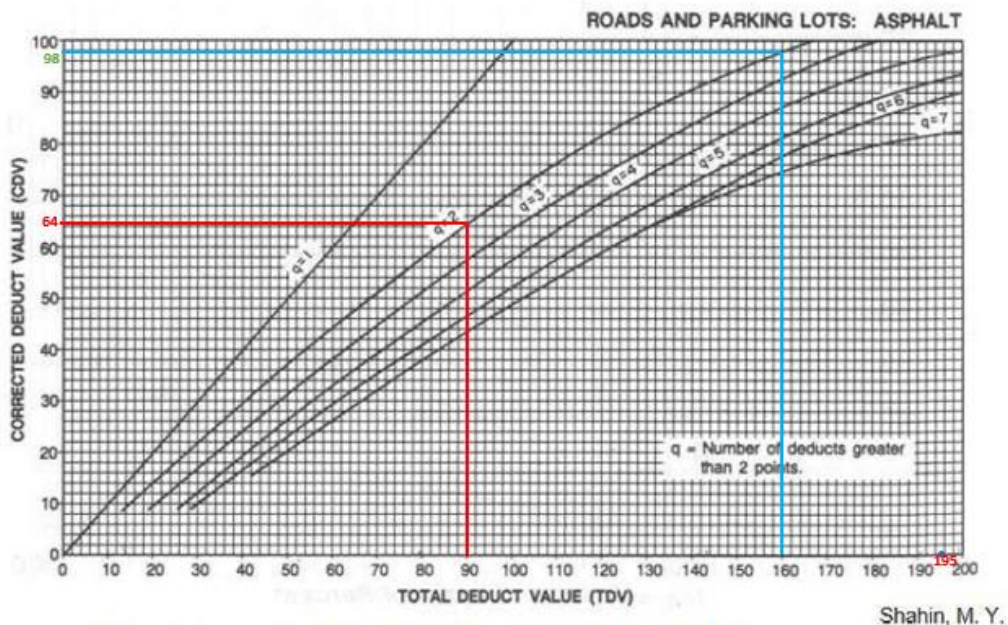 ROADS AND PARKING LOTS: ASPHALT
100
98
90
80
70
64
60
50
40
30
20
10
0
CORRECTED DEDUCT VALUE (CDV)
q=1
q=2
q=3
q=4
q=5
q=6
q=7
q = Number of deducts greater
than 2 points.
195
0 10 20 30 40 50 60 70 80 90 100 110 120 130 140 150 160 170 180 190 200
TOTAL DEDUCT VALUE (TDV)
Shahin, M. Y.